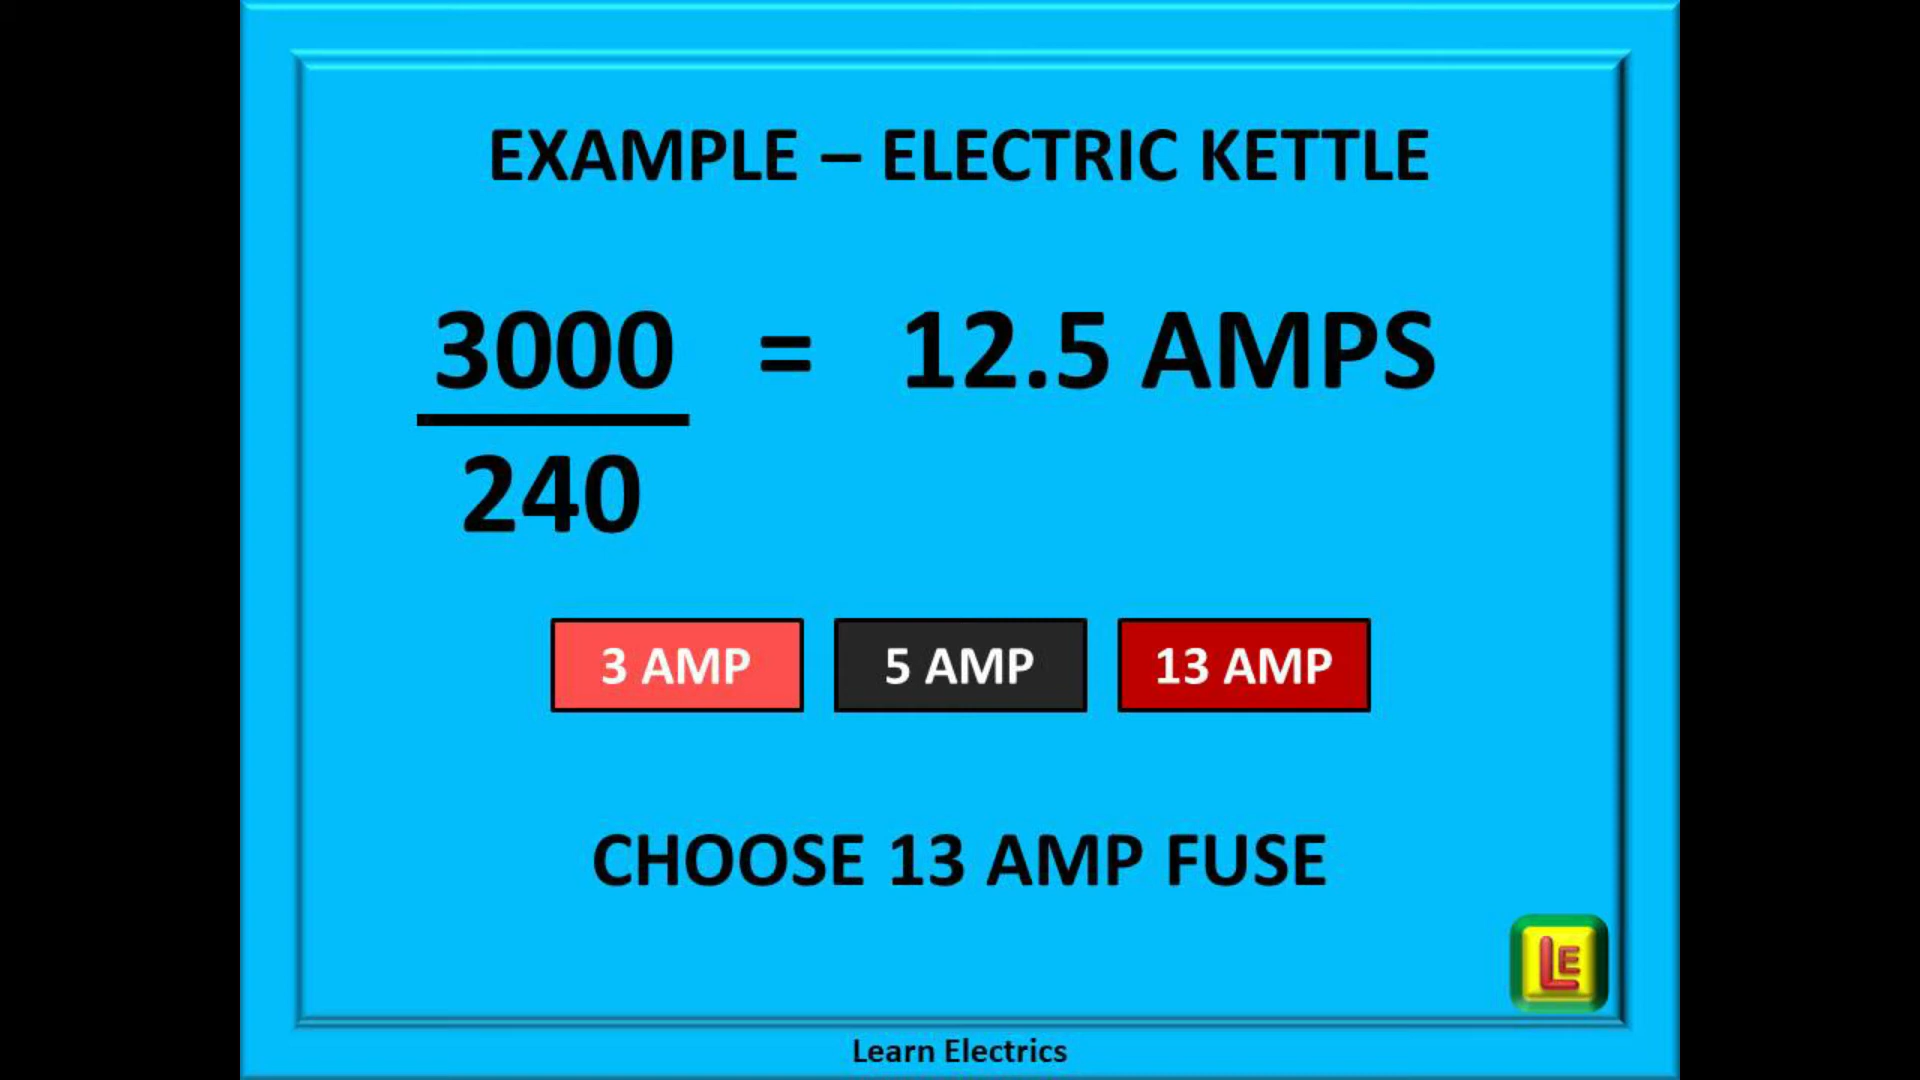 EXAMPLE – ELECTRIC KETTLE
3000 = 12.5 AMPS
240
3 AMP 5 AMP 13 AMP
CHOOSE 13 AMP FUSE
LE
Learn Electrics